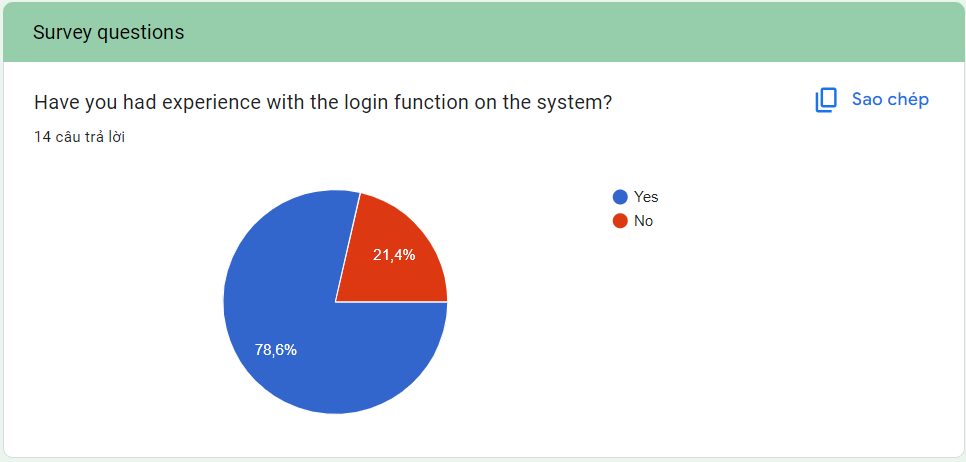 Survey questions
Have you had experience with the login function on the system?
Sao chép
14 câu trả lời
Yes
No
21,4%
78,6%